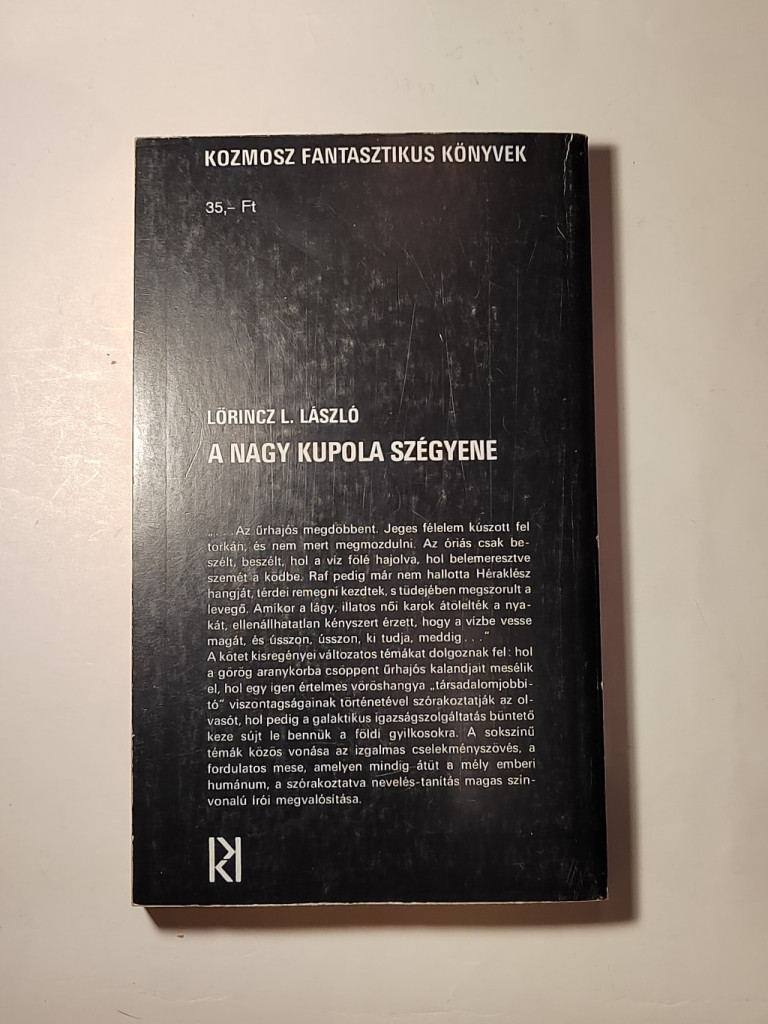 KOZMOSZ FANTASZTIKUS KÖNYVEK
35,– Ft
LŐRINCZ L. LÁSZLÓ
A NAGY KUPOLA SZÉGYENE
„. . . Az űrhajós megdöbbent. Jeges félelem kúszott fel
torkán, és nem mert megmozdulni. Az óriás csak be-
szélt, beszélt, hol a víz fölé hajolva, hol belemeresztve
szemét a ködbe. Raf pedig már nem hallotta Héraklész
hangját, térdei remegni kezdtek, s tüdejében megszorult a
levegő. Amikor a lágy, illatos női karok átölelték a nya-
kát, ellenállhatatlan kényszert érzett, hogy a vízbe vesse
magát, és ússzon, ússzon, ki tudja, meddig . . .”
A kötet kisregényei változatos témákat dolgoznak fel: hol
a görög aranykorba csöppent űrhajós kalandjait mesélik
el, hol egy igen értelmes vöröshangya „társadalomjobbí-
tó” viszontagságainak történetével szórakoztatják az ol-
vasót, hol pedig a galaktikus igazságszolgáltatás büntető
keze sújt le bennük a földi gyilkosokra. A sokszínű
témák közös vonása az izgalmas cselekményszövés, a
fordulatos mese, amelyen mindig átüt a mély emberi
humánum, a szórakoztatva nevelés-tanítás magas szín-
vonalú írói megvalósítása.